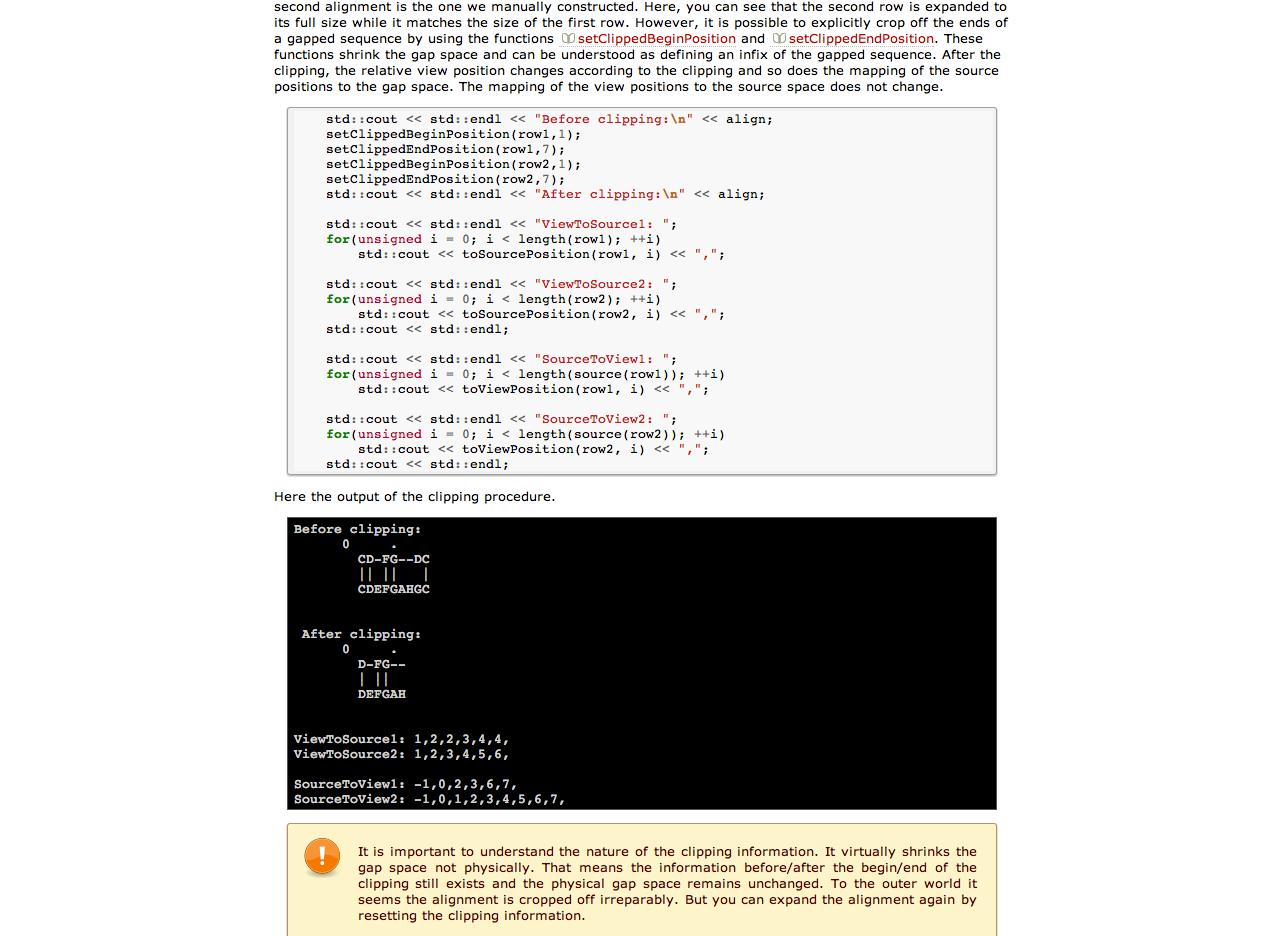 second alignment is the one we manually constructed. Here, you can see that the second row is expanded to
its full size while it matches the size of the first row. However, it is possible to explicitly crop off the ends of
a gapped sequence by using the functions setClippedBeginPosition and setClippedEndPosition. These
functions shrink the gap space and can be understood as defining an infix of the gapped sequence. After the
clipping, the relative view position changes according to the clipping and so does the mapping of the source
positions to the gap space. The mapping of the view positions to the source space does not change.
std::cout << std::endl << "Before clipping:\n" << align;
setClippedBeginPosition(row1,1);
setClippedEndPosition(row1,7);
setClippedBeginPosition(row2,1);
setClippedEndPosition(row2,7);
std::cout << std::endl << "After clipping:\n" << align;

std::cout << std::endl << "ViewToSource1: ";
for(unsigned i = 0; i < length(row1); ++i)
    std::cout << toSourcePosition(row1, i) << ",";

std::cout << std::endl << "ViewToSource2: ";
for(unsigned i = 0; i < length(row2); ++i)
    std::cout << toSourcePosition(row2, i) << ",";
std::cout << std::endl;

std::cout << std::endl << "SourceToView1: ";
for(unsigned i = 0; i < length(source(row1)); ++i)
    std::cout << toViewPosition(row1, i) << ",";

std::cout << std::endl << "SourceToView2: ";
for(unsigned i = 0; i < length(source(row2)); ++i)
    std::cout << toViewPosition(row2, i) << ",";
std::cout << std::endl;
Here the output of the clipping procedure.
Before clipping:
      0     .
        CD-FG--DC
        || ||   |
        CDEFGAHGC

 After clipping:
      0     .
        D-FG--
        | ||
        DEFGAH

ViewToSource1: 1,2,2,3,4,4,
ViewToSource2: 1,2,3,4,5,6,

SourceToView1: -1,0,2,3,6,7,
SourceToView2: -1,0,1,2,3,4,5,6,7,
It is important to understand the nature of the clipping information. It virtually shrinks the
gap space not physically. That means the information before/after the begin/end of the
clipping still exists and the physical gap space remains unchanged. To the outer world it
seems the alignment is cropped off irreparably. But you can expand the alignment again by
resetting the clipping information.